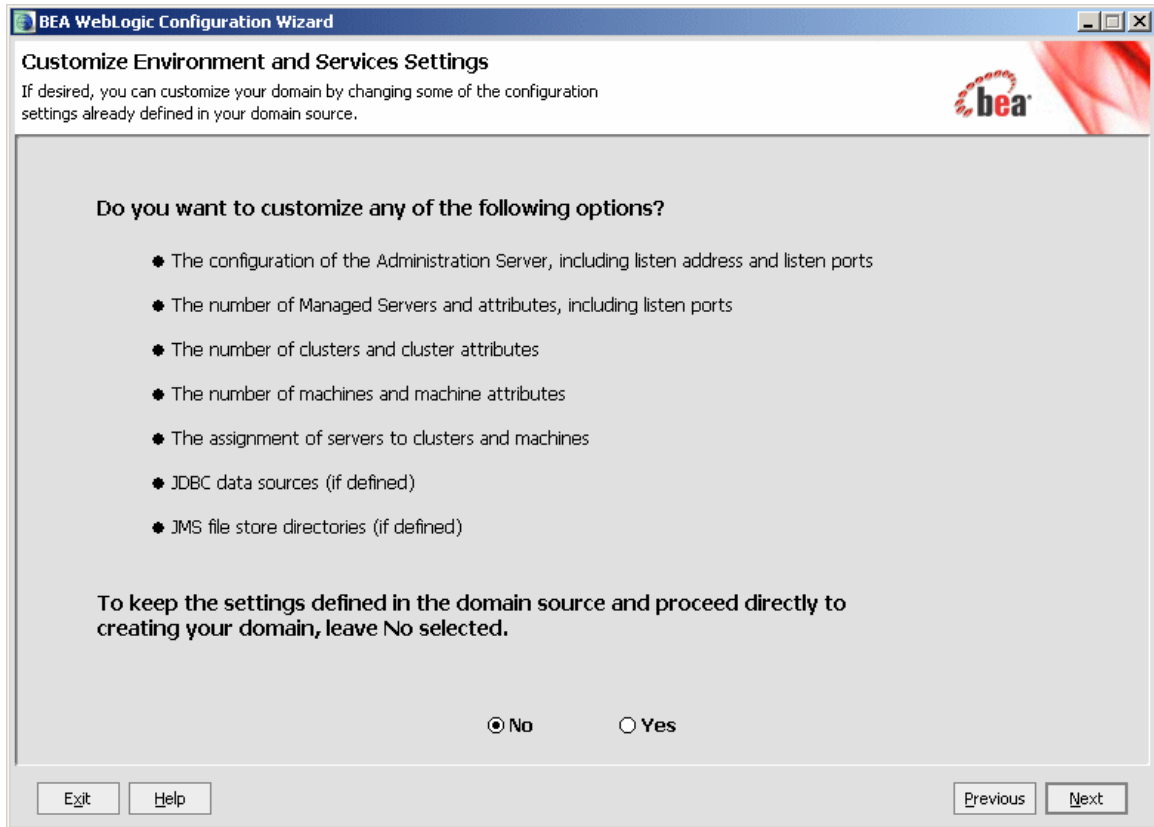 BEA WebLogic Configuration Wizard
Customize Environment and Services Settings
If desired, you can customize your domain by changing some of the configuration
settings already defined in your domain source.
bea
Do you want to customize any of the following options?
The configuration of the Administration Server, including listen address and listen ports
The number of Managed Servers and attributes, including listen ports
The number of clusters and cluster attributes
The number of machines and machine attributes
The assignment of servers to clusters and machines
JDBC data sources (if defined)
JMS file store directories (if defined)
To keep the settings defined in the domain source and proceed directly to
creating your domain, leave No selected.
No Yes
Exit Help Previous Next